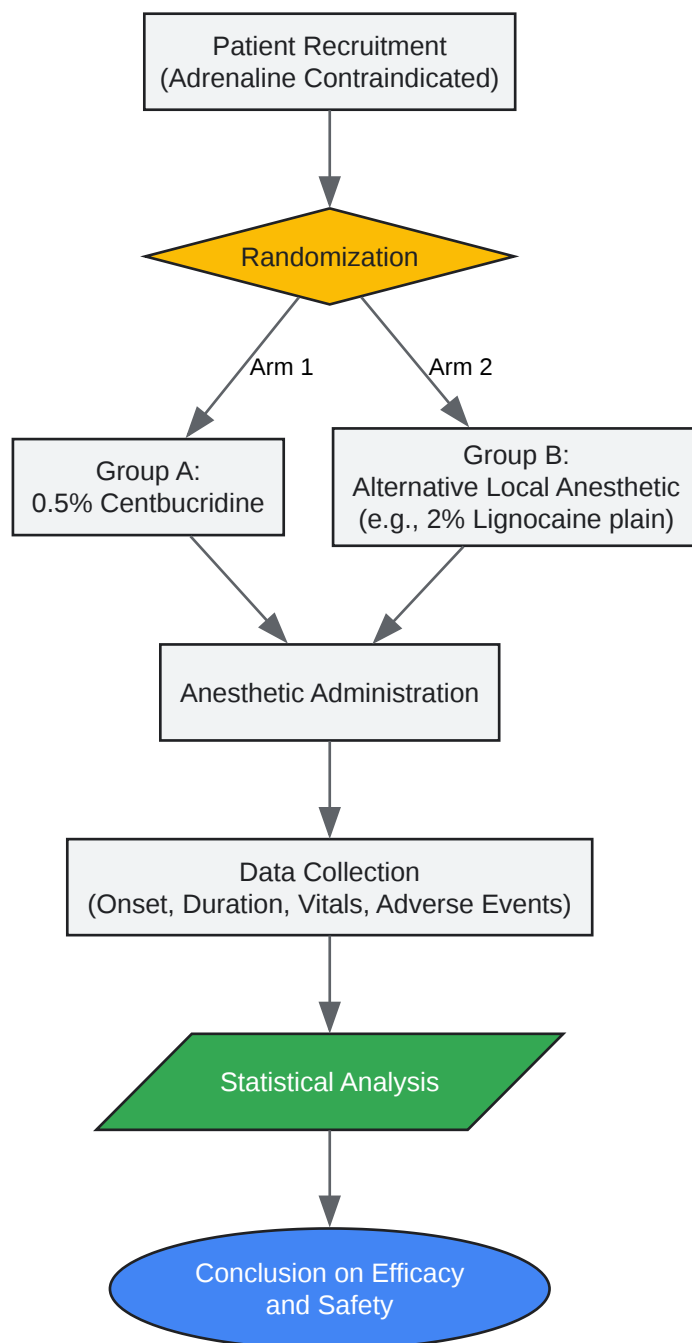 Patient Recruitment
(Adrenaline Contraindicated)
Randomization
Arm 1
Arm 2
Group A:
0.5% Centbucridine
Group B:
Alternative Local Anesthetic
(e.g., 2% Lignocaine plain)
Anesthetic Administration
Data Collection
(Onset, Duration, Vitals, Adverse Events)
Statistical Analysis
Conclusion on Efficacy
and Safety